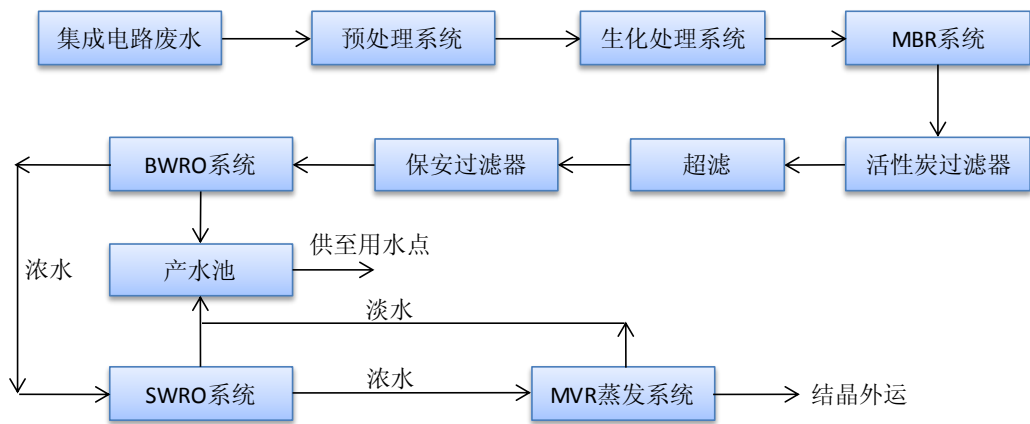 集成电路废水
预处理系统
生化处理系统
MBR系统
BWRO系统
保安过滤器
超滤
活性炭过滤器
供至用水点
浓水
产水池
淡水
SWRO系统
浓水
MVR蒸发系统
结晶外运